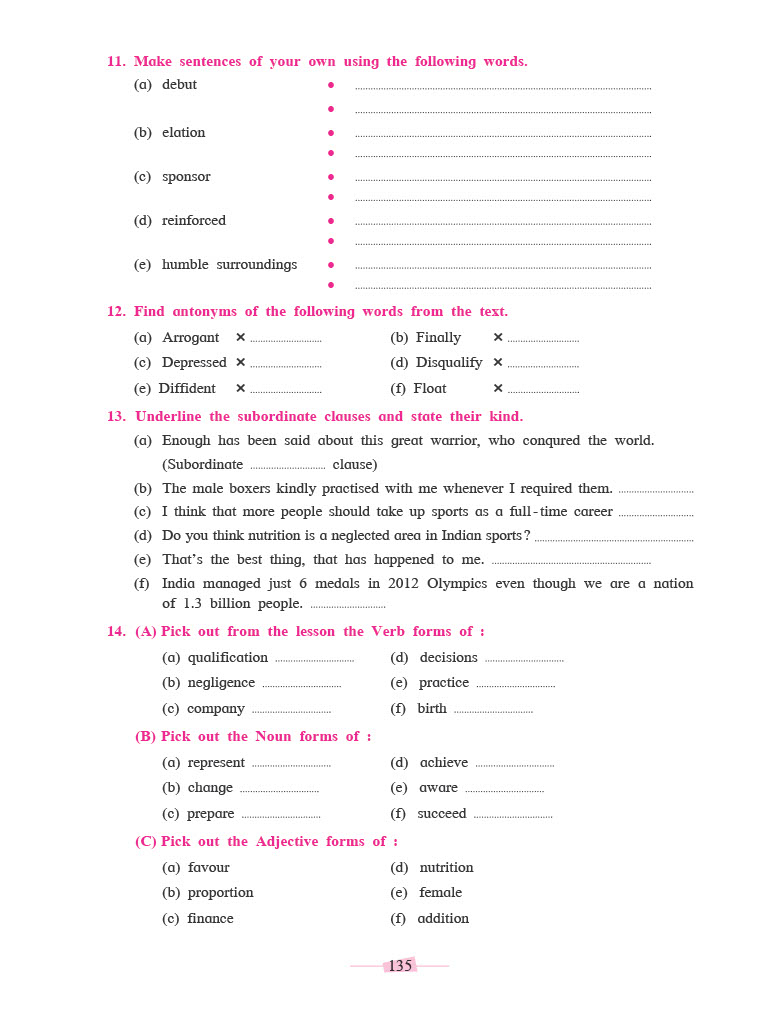 11. Make sentences of your own using the following words.
(a) debut • ..............................
• ..............................
(b) elation • ..............................
• ..............................
(c) sponsor • ..............................
• ..............................
(d) reinforced • ..............................
• ..............................
(e) humble surroundings • ..............................
• ..............................
12. Find antonyms of the following words from the text.
(a) Arrogant × .............................. (b) Finally × ..............................
(c) Depressed × .............................. (d) Disqualify × ..............................
(e) Diffident × .............................. (f) Float × ..............................
13. Underline the subordinate clauses and state their kind.
(a) Enough has been said about this great warrior, who conqured the world.
(Subordinate .............................. clause)
(b) The male boxers kindly practised with me whenever I required them. ..............................
(c) I think that more people should take up sports as a full-time career ..............................
(d) Do you think nutrition is a neglected area in Indian sports? ..............................
(e) That's the best thing, that has happened to me. ..............................
(f) India managed just 6 medals in 2012 Olympics even though we are a nation
of 1.3 billion people. ..............................
14. (A) Pick out from the lesson the Verb forms of :
(a) qualification .............................. (d) decisions ..............................
(b) negligence .............................. (e) practice ..............................
(c) company .............................. (f) birth ..............................
(B) Pick out the Noun forms of :
(a) represent .............................. (d) achieve ..............................
(b) change .............................. (e) aware ..............................
(c) prepare .............................. (f) succeed ..............................
(C) Pick out the Adjective forms of :
(a) favour (d) nutrition
(b) proportion (e) female
(c) finance (f) addition
135